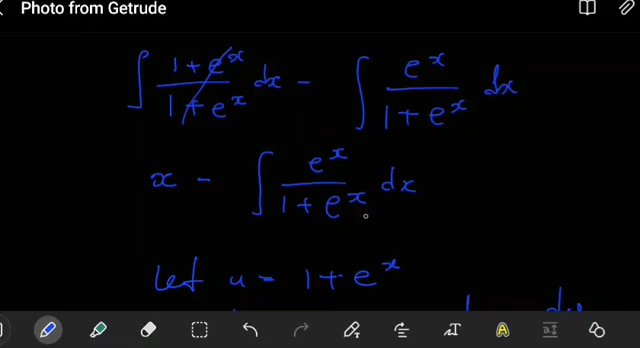 Photo from Getrude
∫ (1 + e^x)/(1 + e^x) dx − ∫ e^x/(1 + e^x) dx
x − ∫ e^x/(1 + e^x) dx
Let u = 1 + e^x